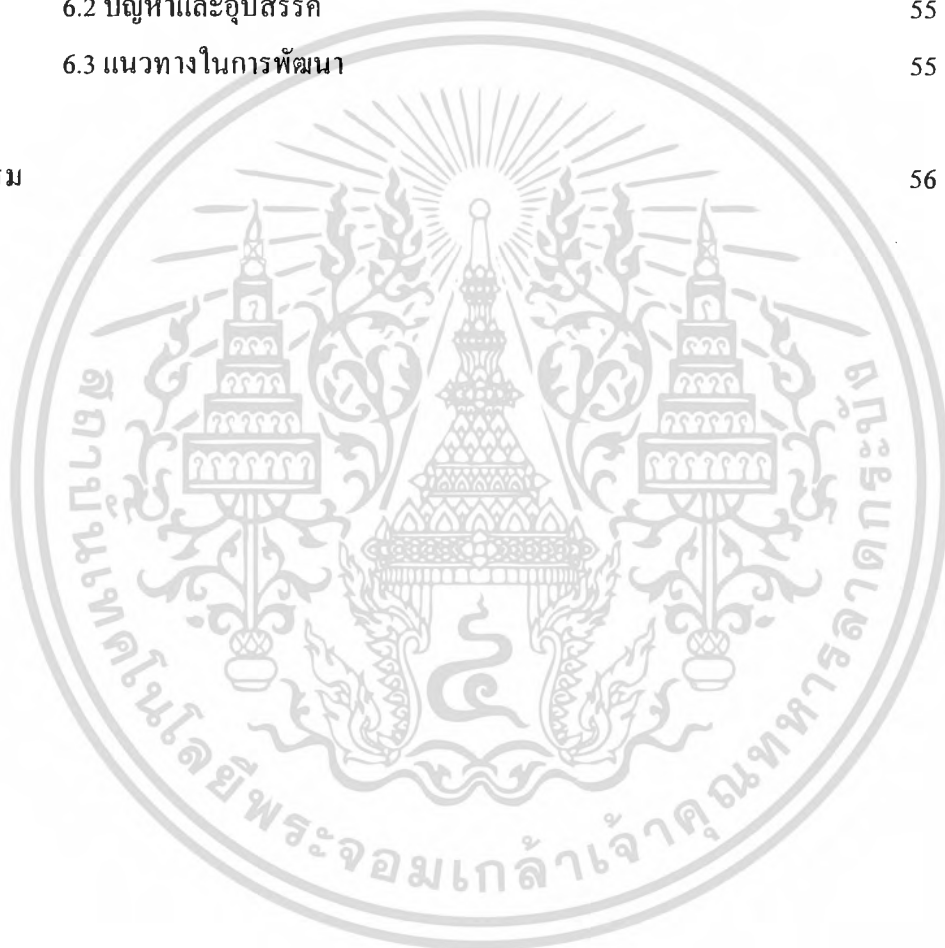 6.2 ปัญหาและอุปสรรค 55
6.3 แนวทางในการพัฒนา 55
รม 56
สถาบันเทคโนโลยีพระจอมเกล้าเจ้าคุณทหารลาดกระบัง
๔